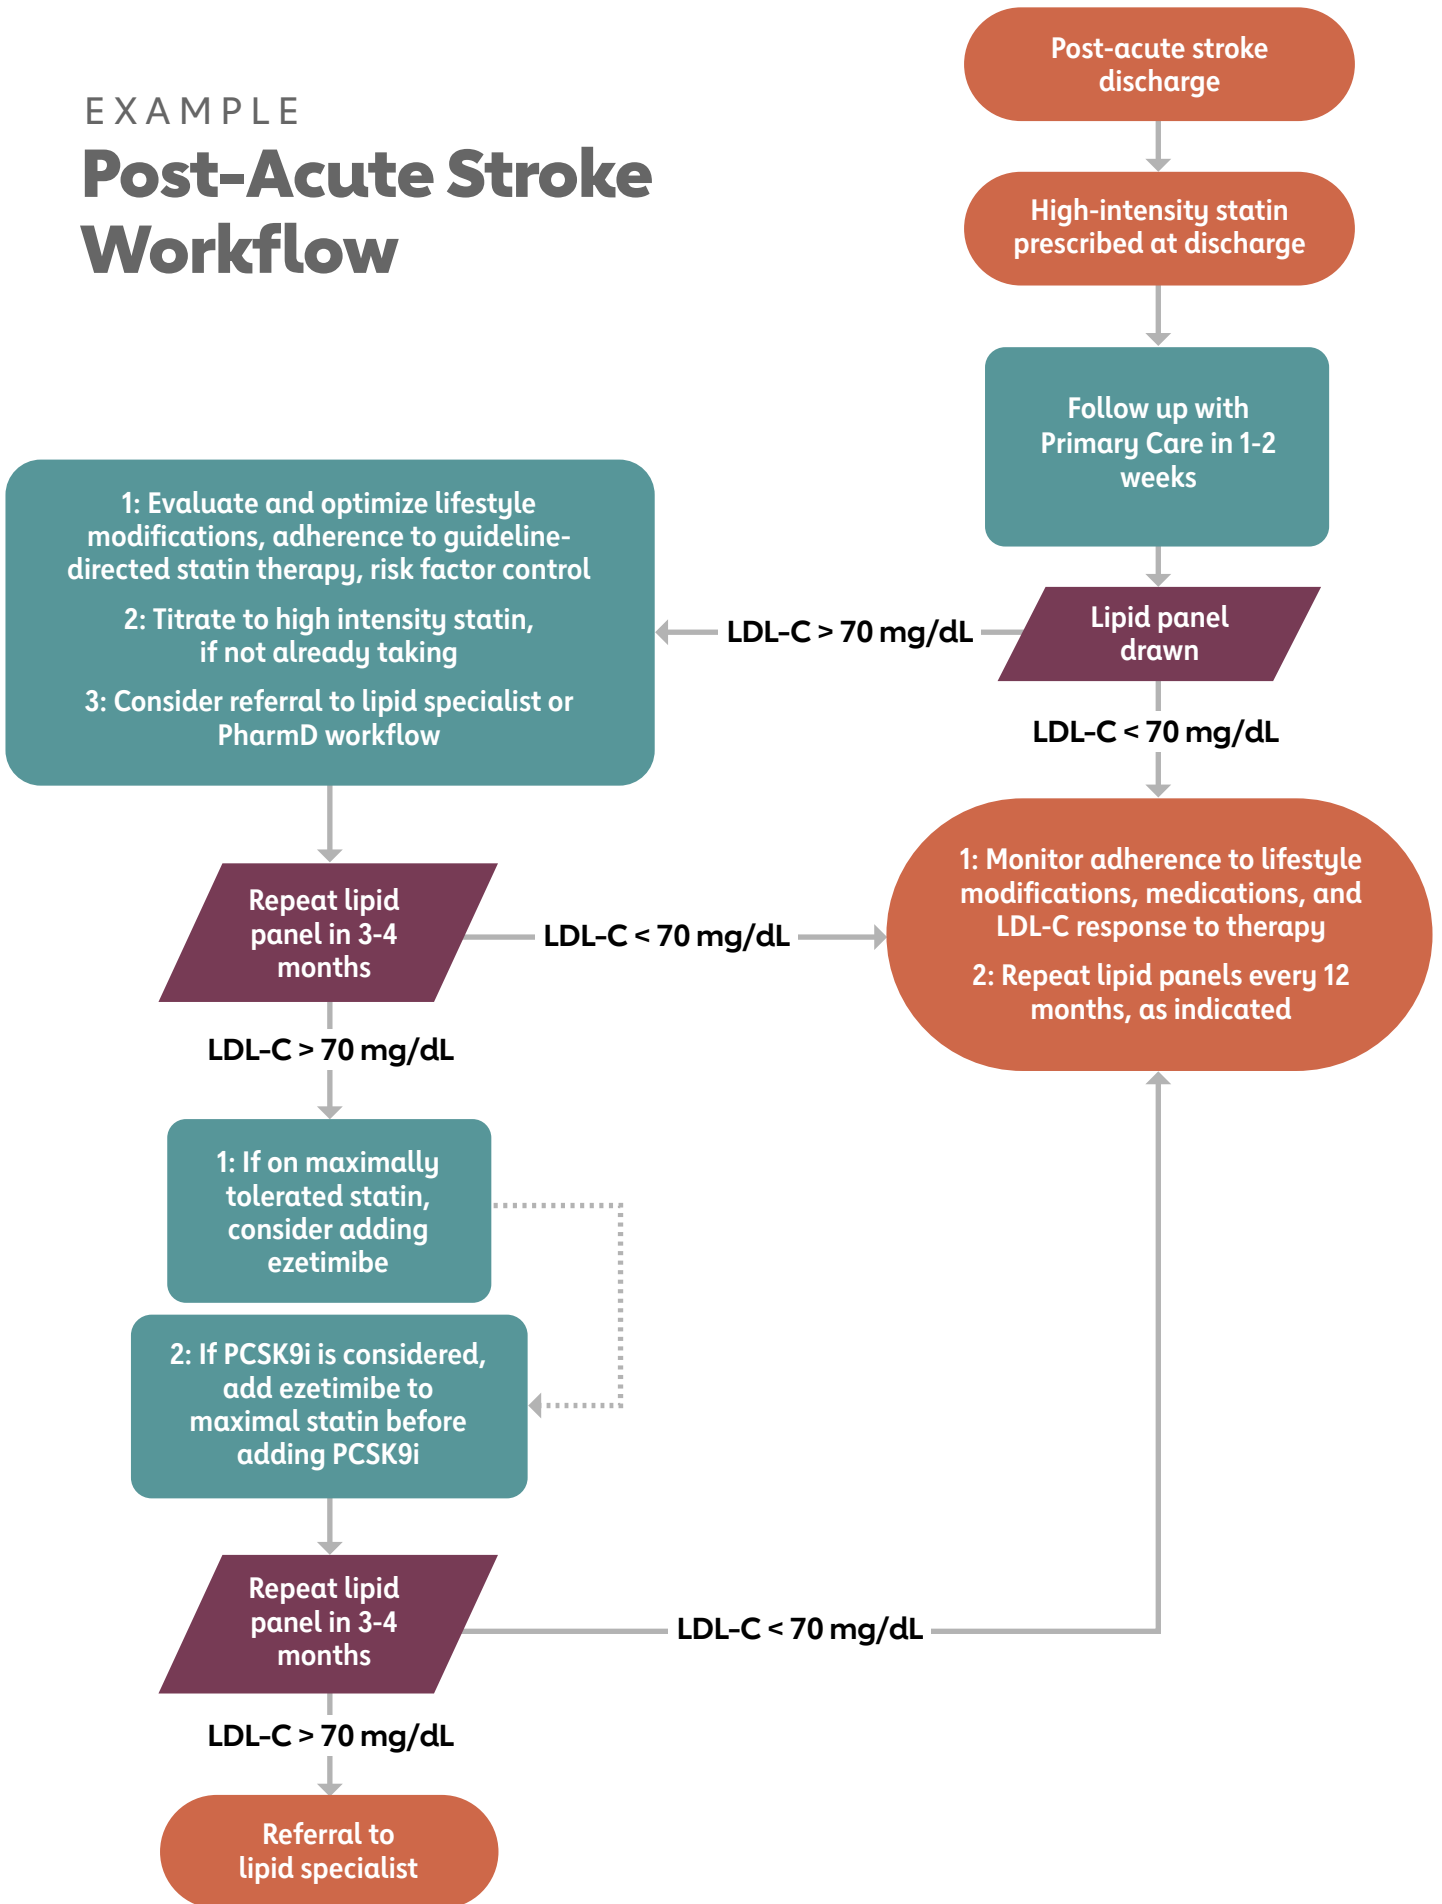 EXAMPLE
Post-Acute Stroke
Workflow
Post-acute stroke
discharge
High-intensity statin
prescribed at discharge
Follow up with
Primary Care in 1-2
weeks
Lipid panel
drawn
LDL-C > 70 mg/dL
LDL-C < 70 mg/dL
1: Evaluate and optimize lifestyle
modifications, adherence to guideline-
directed statin therapy, risk factor control
2: Titrate to high intensity statin,
if not already taking
3: Consider referral to lipid specialist or
PharmD workflow
Repeat lipid
panel in 3-4
months
LDL-C < 70 mg/dL
1: Monitor adherence to lifestyle
modifications, medications, and
LDL-C response to therapy
2: Repeat lipid panels every 12
months, as indicated
LDL-C > 70 mg/dL
1: If on maximally
tolerated statin,
consider adding
ezetimibe
2: If PCSK9i is considered,
add ezetimibe to
maximal statin before
adding PCSK9i
Repeat lipid
panel in 3-4
months
LDL-C < 70 mg/dL
LDL-C > 70 mg/dL
Referral to
lipid specialist